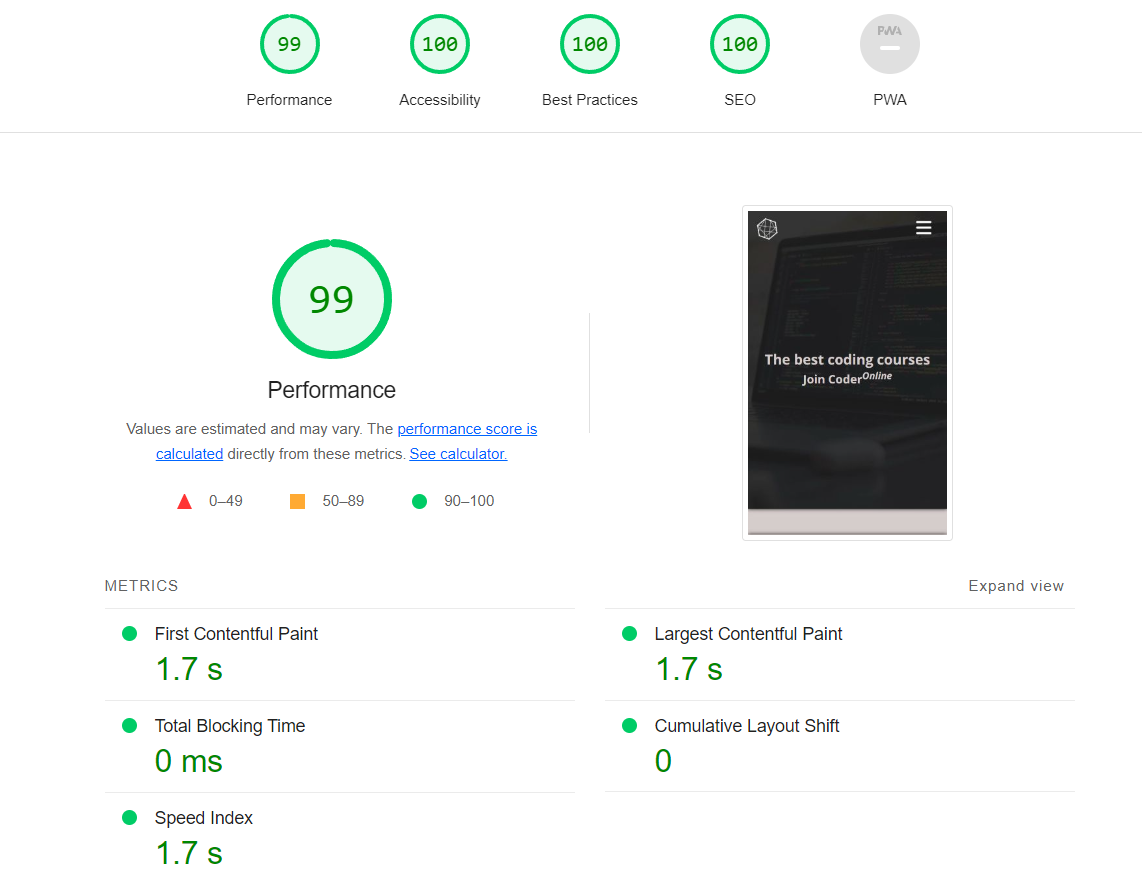 99 100 100 100 PWA
Performance Accessibility Best Practices SEO PWA
99
Performance
Values are estimated and may vary. The performance score is
calculated directly from these metrics. See calculator.
0–49 50–89 90–100
The best coding courses
Join CoderOnline
METRICS Expand view
First Contentful Paint
1.7 s
Largest Contentful Paint
1.7 s
Total Blocking Time
0 ms
Cumulative Layout Shift
0
Speed Index
1.7 s